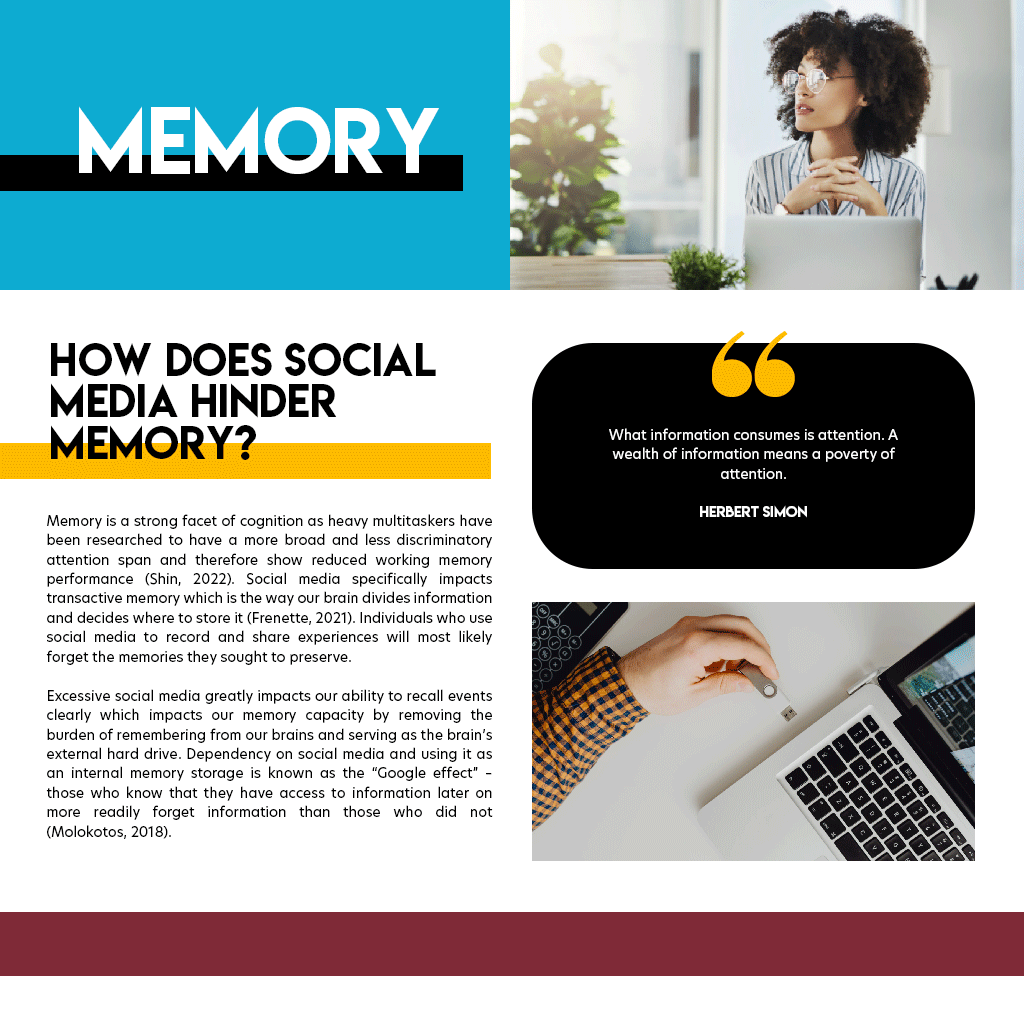 MEMORY
HOW DOES SOCIAL
MEDIA HINDER
MEMORY?
Memory is a strong facet of cognition as heavy multitaskers have
been researched to have a more broad and less discriminatory
attention span and therefore show reduced working memory
performance (Shin, 2022). Social media specifically impacts
transactive memory which is the way our brain divides information
and decides where to store it (Frenette, 2021). Individuals who use
social media to record and share experiences will most likely
forget the memories they sought to preserve.
Excessive social media greatly impacts our ability to recall events
clearly which impacts our memory capacity by removing the
burden of remembering from our brains and serving as the brain's
external hard drive. Dependency on social media and using it as
an internal memory storage is known as the “Google effect” –
those who know that they have access to information later on
more readily forget information than those who did not
(Molokotos, 2018).
“
What information consumes is attention. A
wealth of information means a poverty of
attention.
HERBERT SIMON